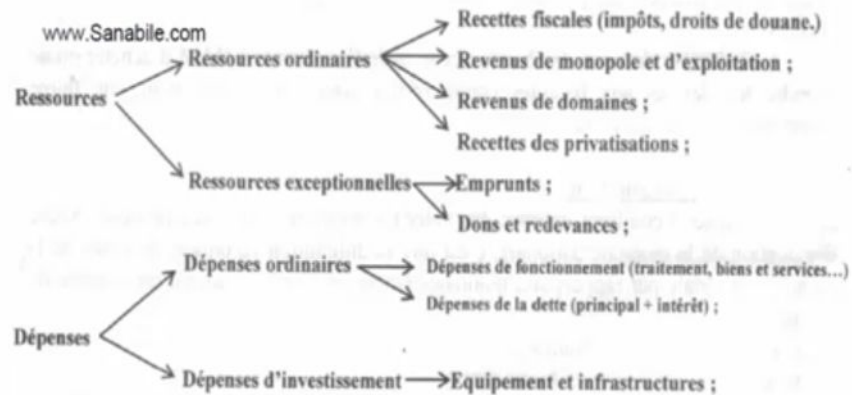 www.Sanabile.com
Recettes fiscales (impôts, droits de douane.)
Ressources ordinaires
Revenus de monopole et d'exploitation ;
Ressources
Revenus de domaines ;
Recettes des privatisations ;
Ressources exceptionnelles
Emprunts ;
Dons et redevances ;
Dépenses ordinaires
Dépenses de fonctionnement (traitement, biens et services…)
Dépenses de la dette (principal + intérêt) ;
Dépenses
Dépenses d'investissement
Equipement et infrastructures ;